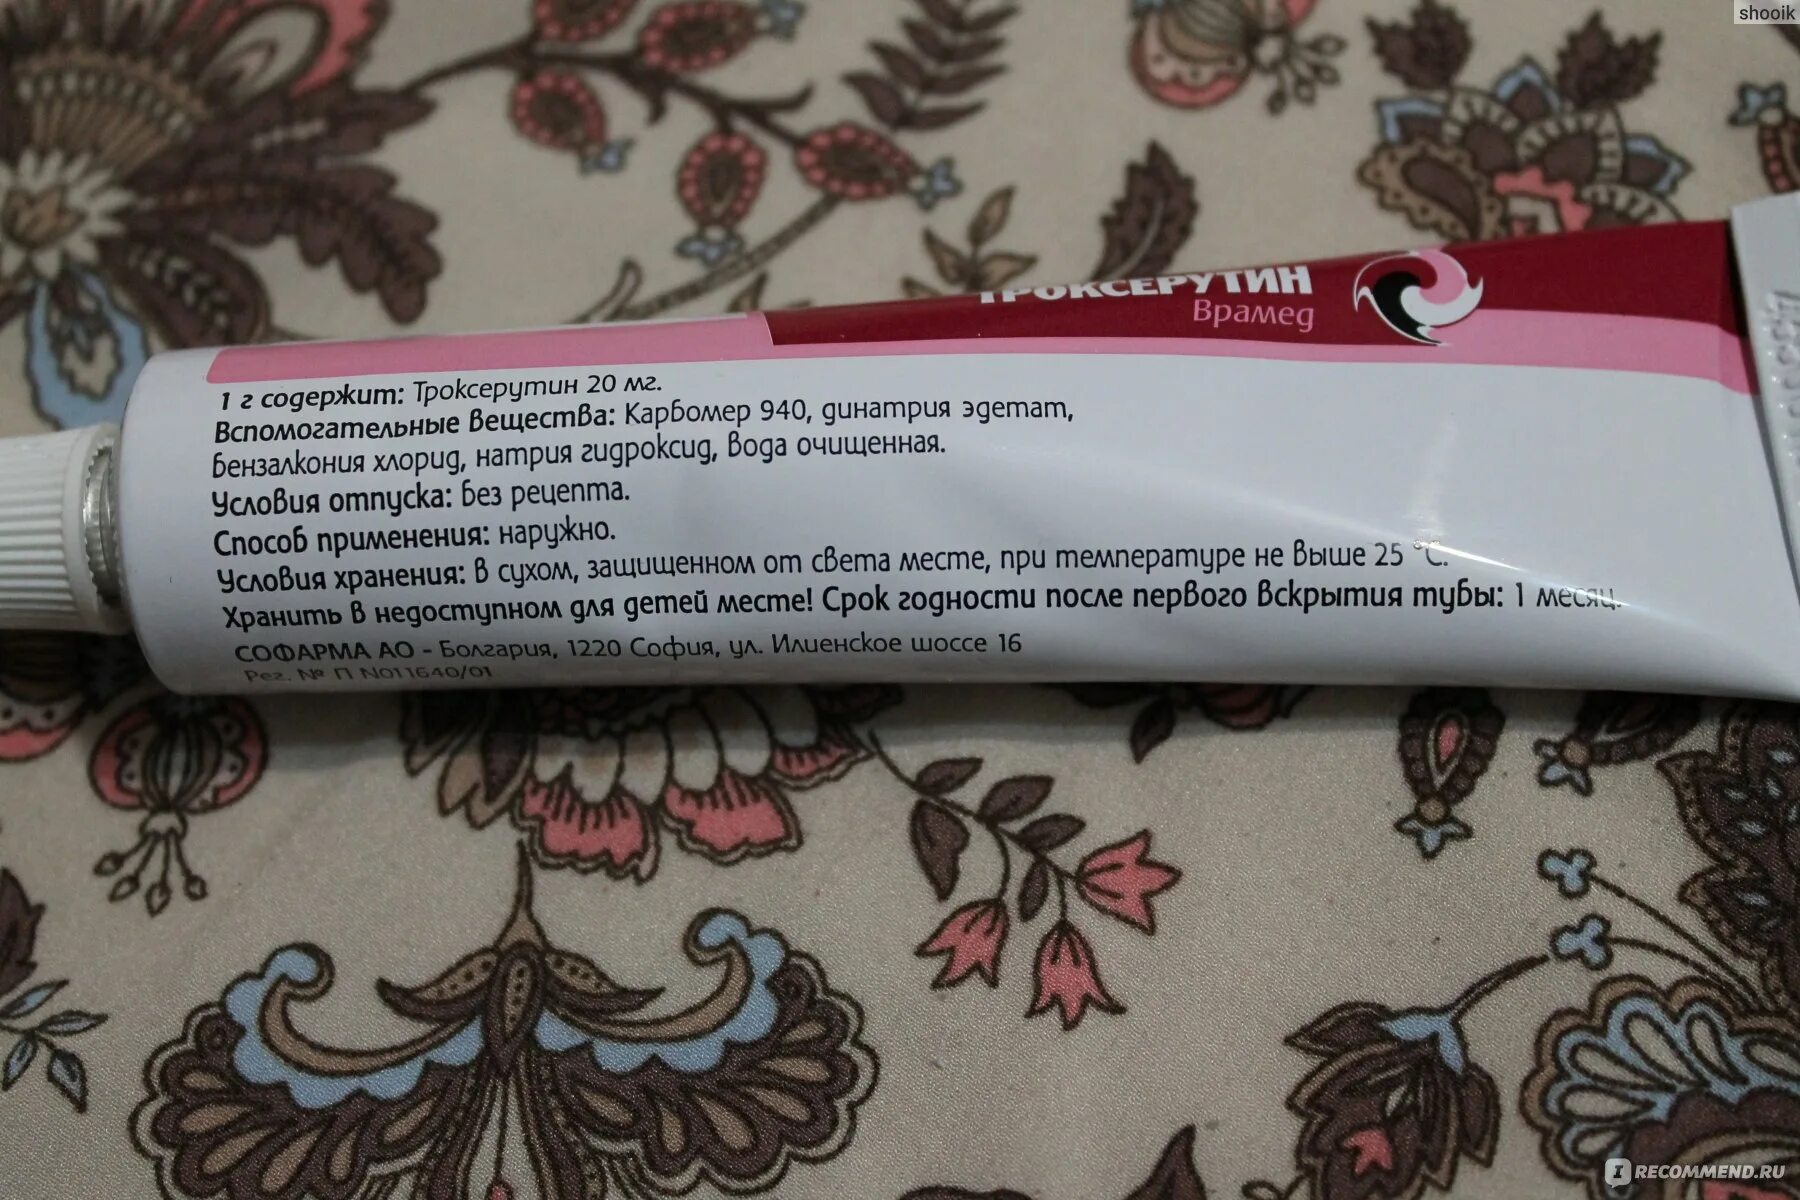 shooik
ТРОКСЕРУТИН
Врамед
1 г содержит: Троксерутин 20 мг.
Вспомогательные вещества: Карбомер 940, динатрия эдетат,
бензалкония хлорид, натрия гидроксид, вода очищенная.
Условия отпуска: Без рецепта.
Способ применения: наружно.
Условия хранения: В сухом, защищенном от света месте, при температуре не выше 25 °C.
Хранить в недоступном для детей месте! Срок годности после первого вскрытия тубы: 1 месяц.
СОФАРМА АО - Болгария, 1220 София, ул. Илиенское шоссе 16
Рег. № П N011640/01
IRECOMMEND.RU